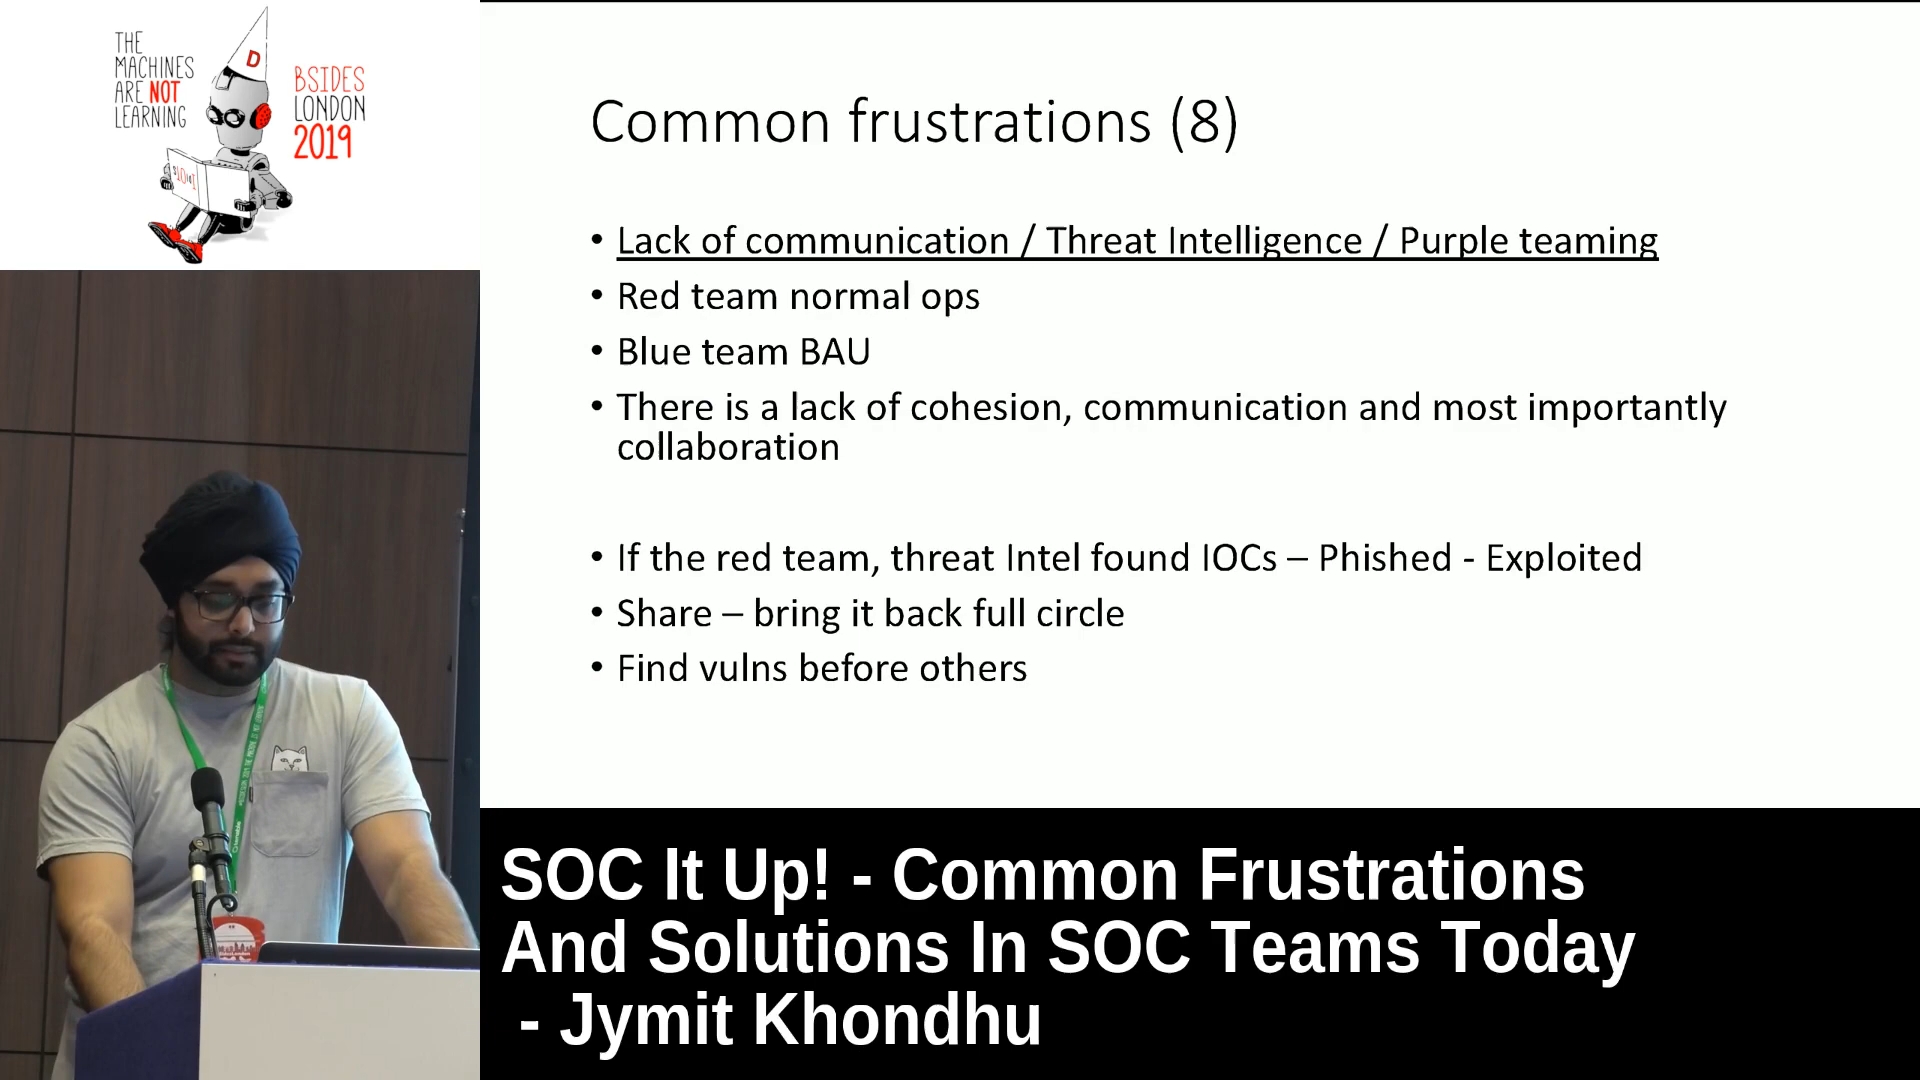 THE
MACHINES
ARE NOT
LEARNING
D
BSIDES
LONDON
2019
Common frustrations (8)
• Lack of communication / Threat Intelligence / Purple teaming
• Red team normal ops
• Blue team BAU
• There is a lack of cohesion, communication and most importantly
collaboration
• If the red team, threat Intel found IOCs – Phished - Exploited
• Share – bring it back full circle
• Find vulns before others
SOC It Up! - Common Frustrations
And Solutions In SOC Teams Today
- Jymit Khondhu